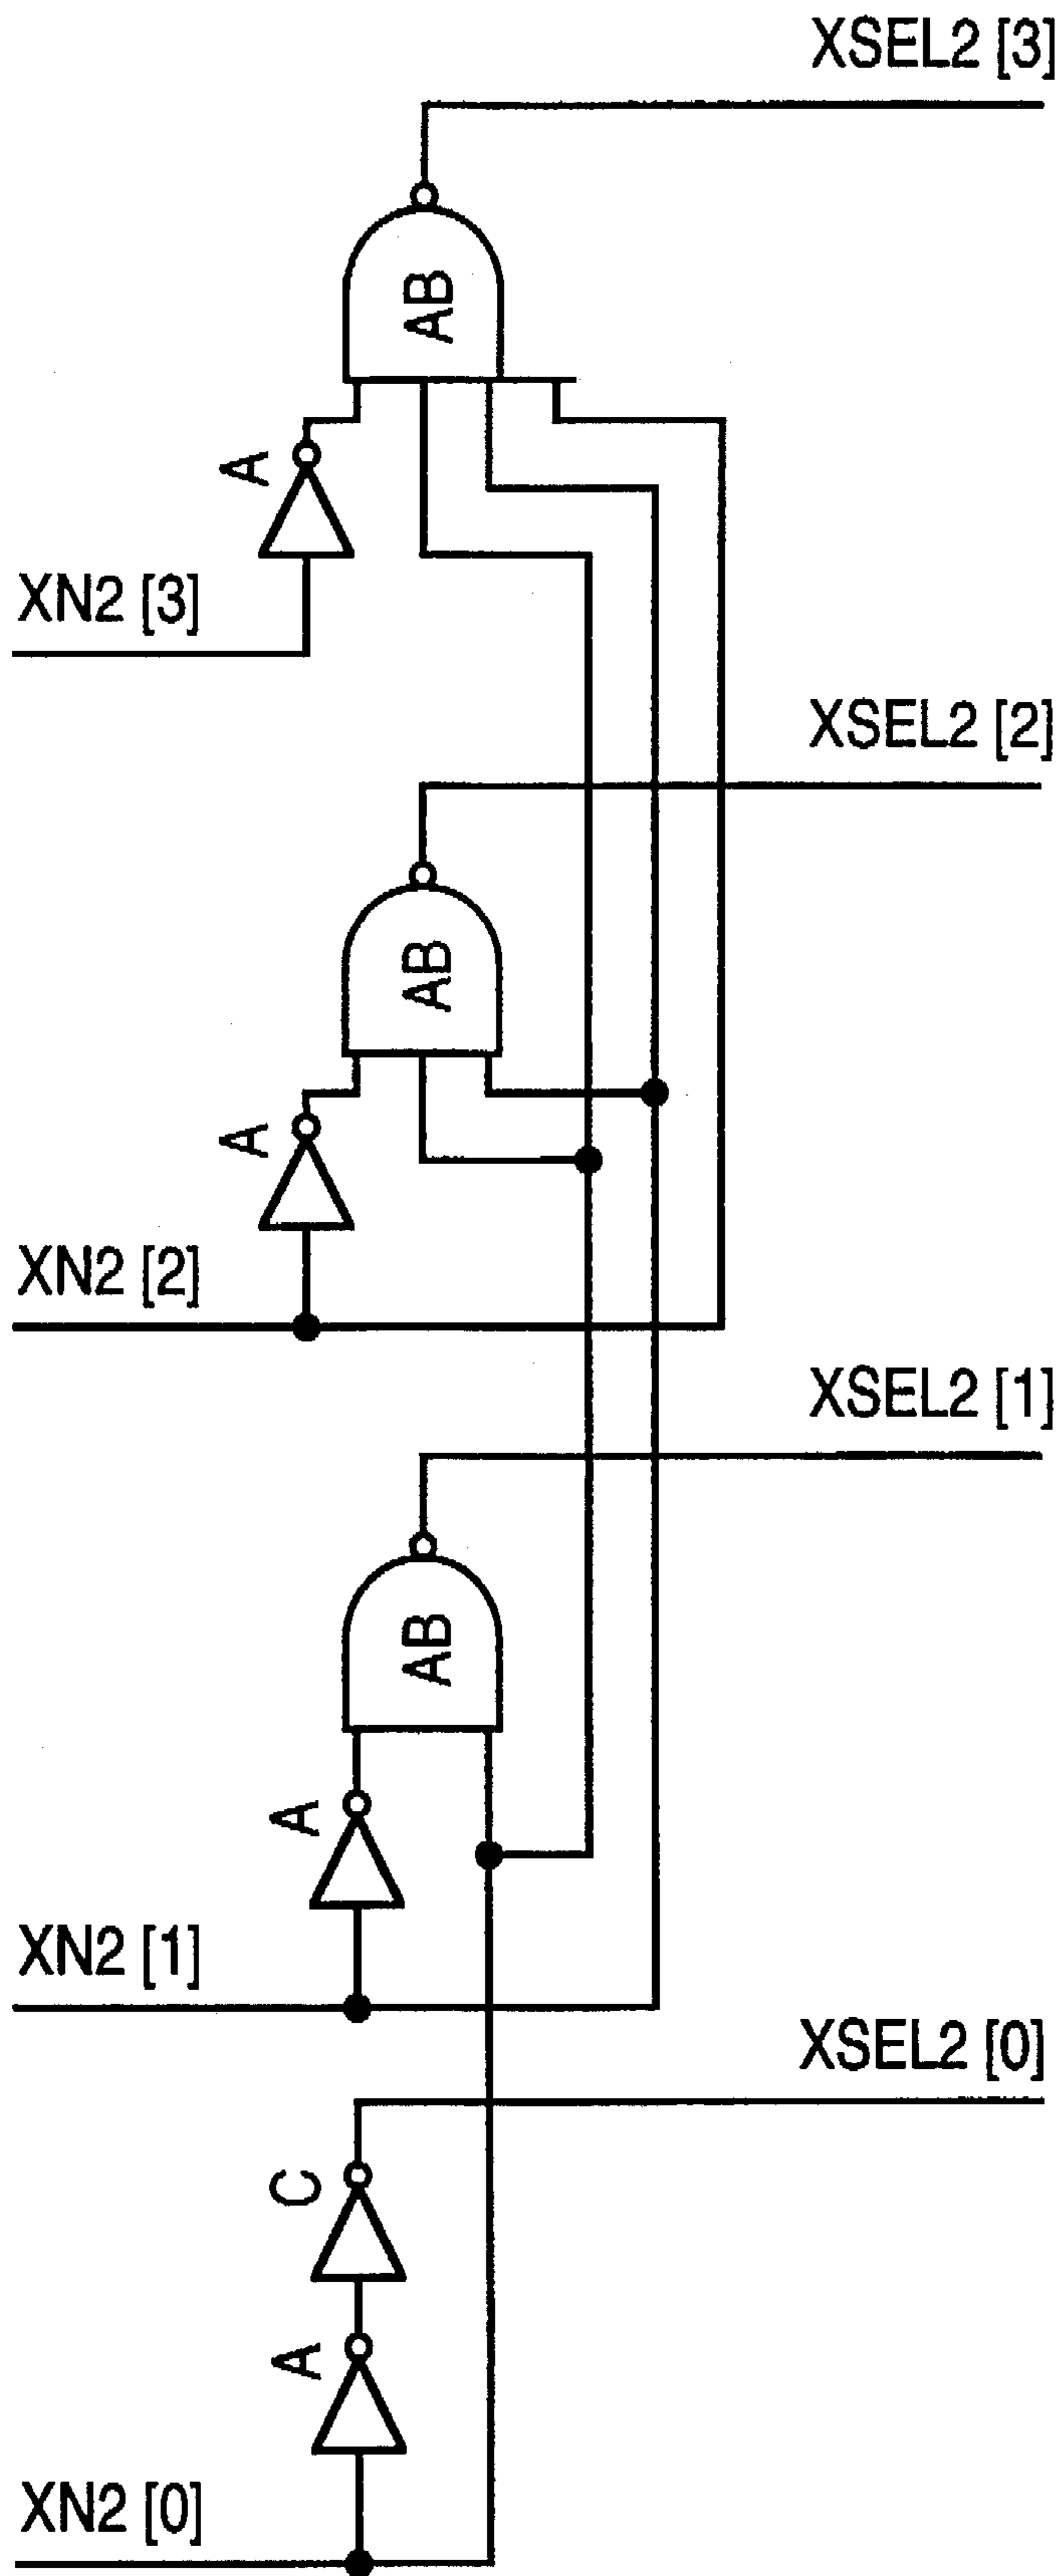 XSEL2 [3]
AB
A
XN2 [3]
XSEL2 [2]
AB
A
XN2 [2]
XSEL2 [1]
AB
A
XN2 [1]
XSEL2 [0]
C
A
XN2 [0]